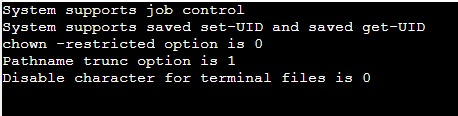 System supports job control
System supports saved set-UID and saved get-UID
chown -restricted option is 0
Pathname trunc option is 1
Disable character for terminal files is 0